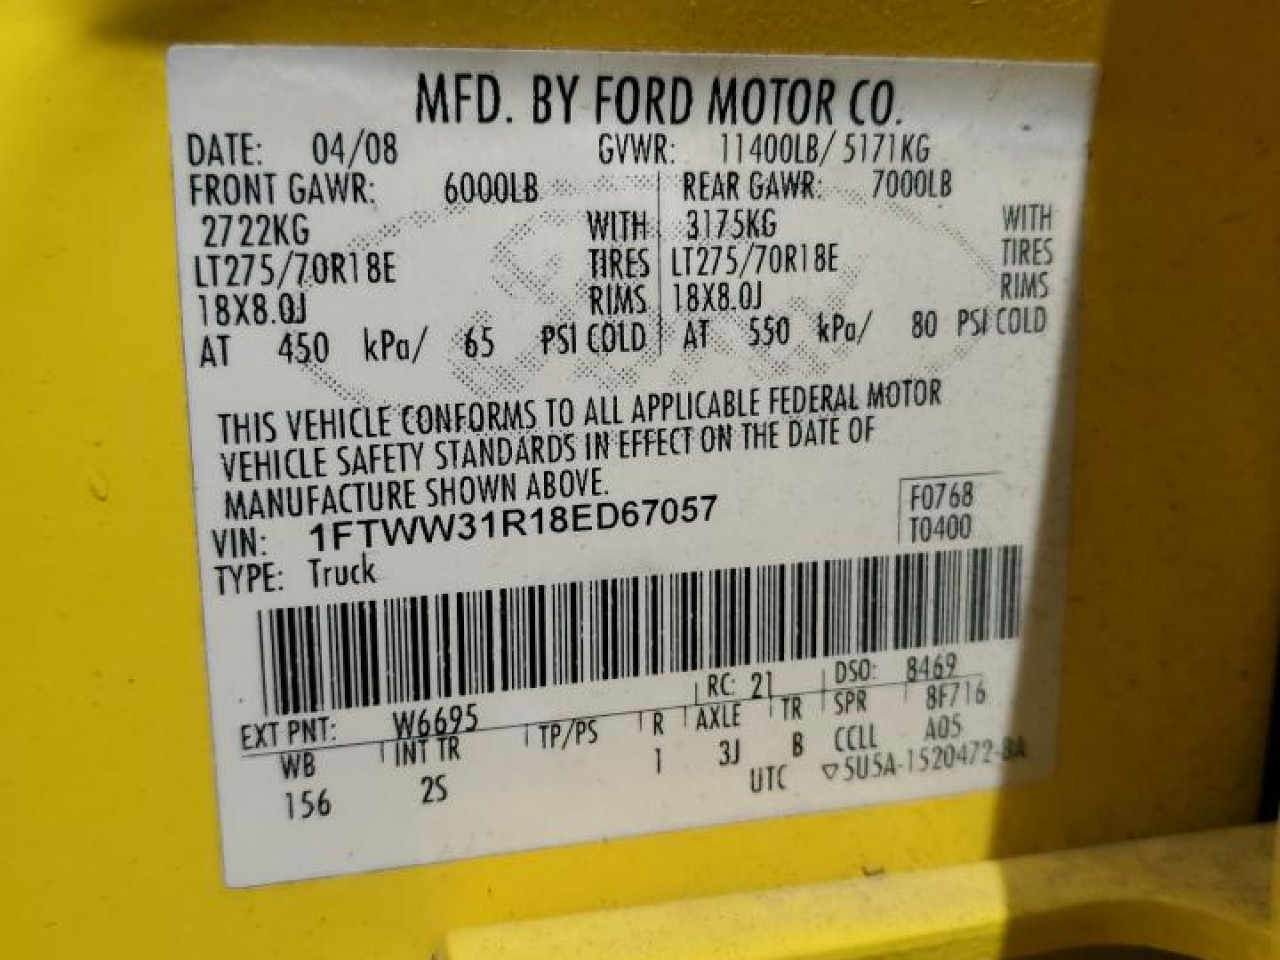 MFD. BY FORD MOTOR CO.
DATE: 04/08 GVWR: 11400LB/ 5171KG
FRONT GAWR: 6000LB REAR GAWR: 7000LB
2722KG WITH 3175KG WITH
LT275/70R18E TIRES LT275/70R18E TIRES
18X8.0J RIMS 18X8.0J RIMS
AT 450 kPa/ 65 PSI COLD AT 550 kPa/ 80 PSI COLD
THIS VEHICLE CONFORMS TO ALL APPLICABLE FEDERAL MOTOR
VEHICLE SAFETY STANDARDS IN EFFECT ON THE DATE OF
MANUFACTURE SHOWN ABOVE.
VIN: 1FTWW31R18ED67057 F0768
TYPE: Truck T0400
EXT PNT: W6695 RC: 21 DSO: 8469
WB INT TR TP/PS R AXLE TR SPR 8F716
156 2S 1 3J B CCLL A05
UTC ▽5U5A-1520472-BA